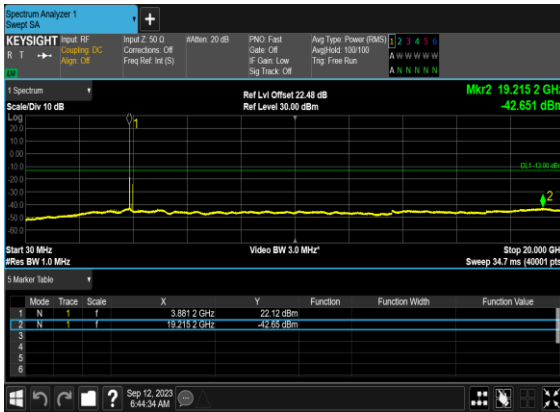 Spectrum Analyzer 1
Swept SA
+
KEYSIGHT Input: RF Input Z: 50 Ω #Atten: 20 dB PNO: Fast Avg Type: Power (RMS) 1 2 3 4 5 6
R T Coupling: DC Corrections: Off Gate: Off Avg|Hold: 100/100 A W W W W W
Align: Off Freq Ref: Int (S) IF Gain: Low Trig: Free Run
Sig Track: Off A N N N N N
1 Spectrum Ref Lvl Offset 22.48 dB Mkr2 19.215 2 GHz
Scale/Div 10 dB Ref Level 30.00 dBm -42.651 dBm
Log
20.0
10.0
0.00
-10.0
-20.0
-30.0
-40.0
-50.0
-60.0
1
DL1 -13.00 dBm
2
Start 30 MHz Video BW 3.0 MHz* Stop 20.000 GHz
#Res BW 1.0 MHz Sweep 34.7 ms (40001 pts)
5 Marker Table
Mode Trace Scale X Y Function Function Width Function Value
1 N 1 f 3.881 2 GHz 22.12 dBm
2 N 1 f 19.215 2 GHz -42.65 dBm
3
4
5
6
? Sep 12, 2023
6:44:34 AM